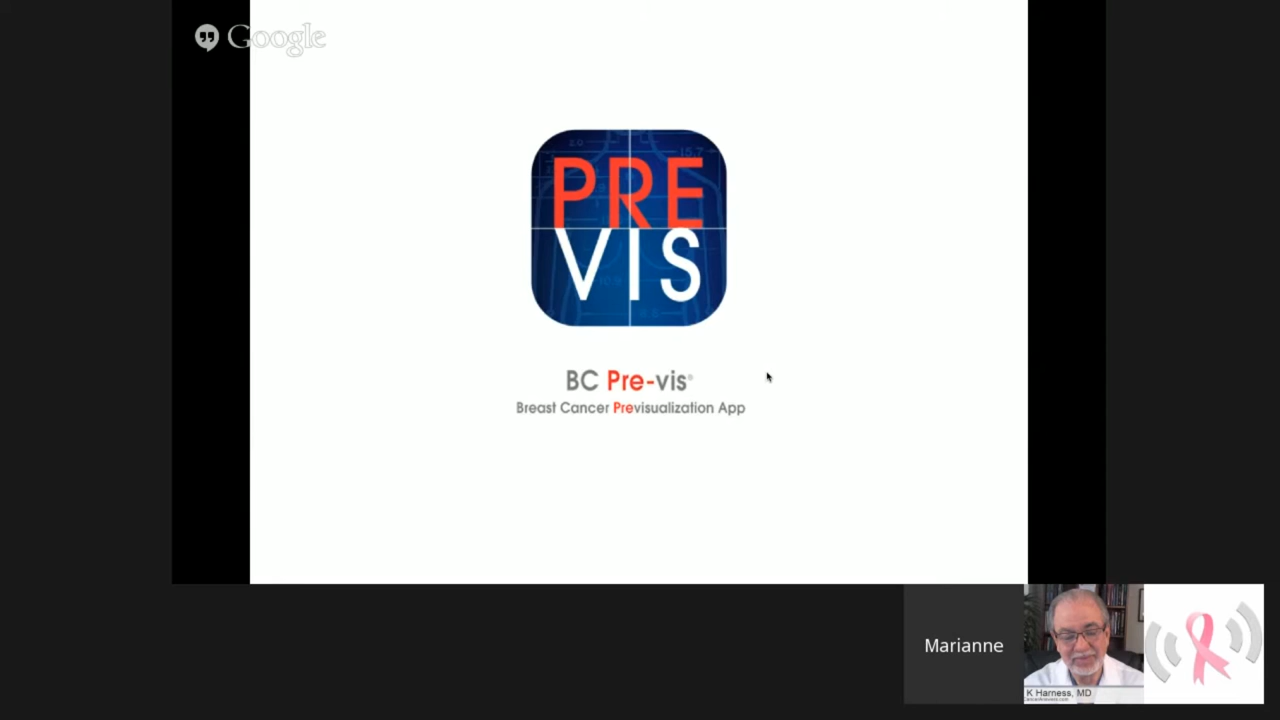 Google
PRE
VIS
BC Pre-vis®
Breast Cancer Previsualization App
Marianne
K Harness, MD